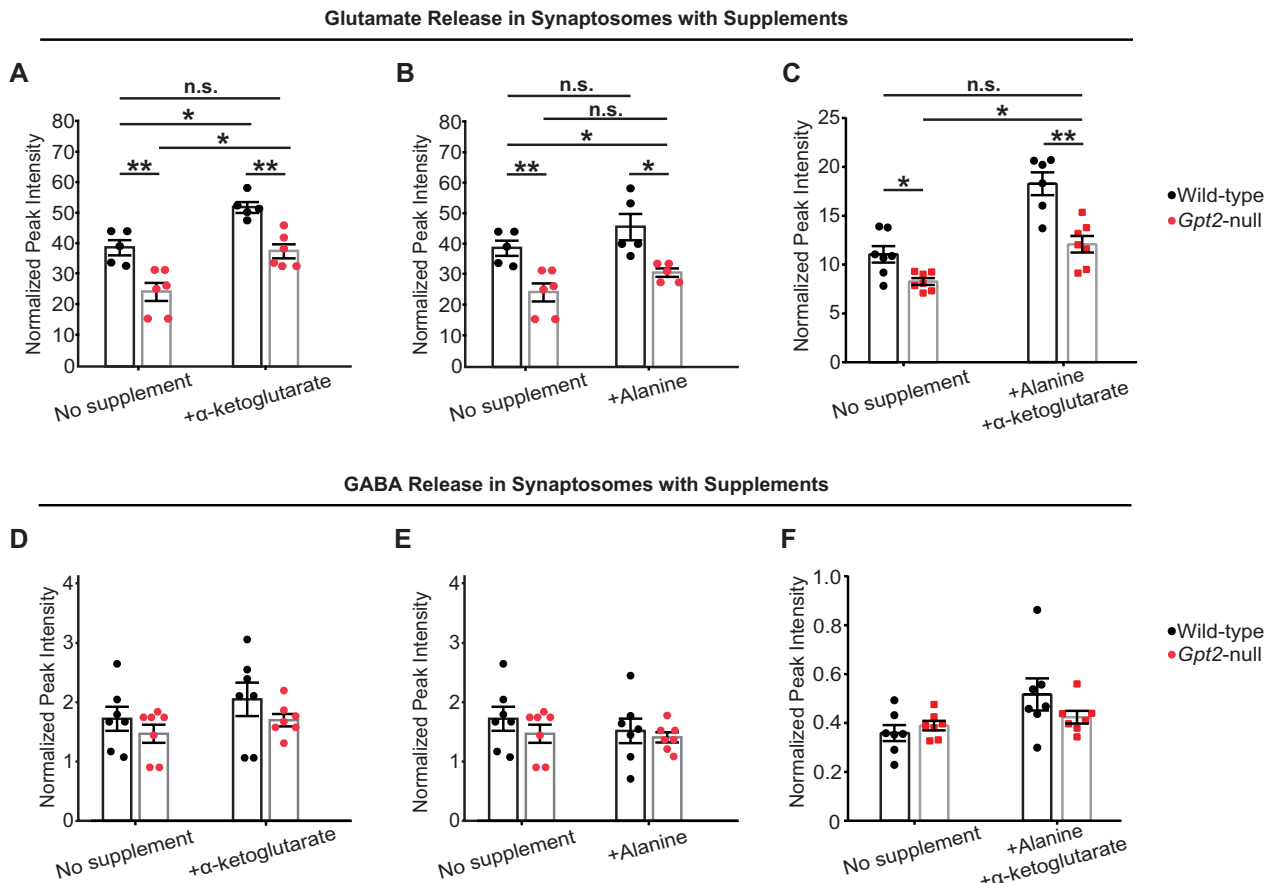 Glutamate Release in Synaptosomes with Supplements
A
n.s.
*
*
**
**
Normalized Peak Intensity
80
70
60
50
40
30
20
10
0
No supplement
+α-ketoglutarate
B
n.s.
n.s.
*
**
*
Normalized Peak Intensity
80
70
60
50
40
30
20
10
0
No supplement
+Alanine
C
n.s.
*
**
*
Normalized Peak Intensity
25
20
15
10
5
0
No supplement
+Alanine
+α-ketoglutarate
Wild-type
Gpt2-null
GABA Release in Synaptosomes with Supplements
D
Normalized Peak Intensity
4
3
2
1
0
No supplement
+α-ketoglutarate
E
Normalized Peak Intensity
4
3
2
1
0
No supplement
+Alanine
F
Normalized Peak Intensity
1.0
0.8
0.6
0.4
0.2
0
No supplement
+Alanine
+α-ketoglutarate
Wild-type
Gpt2-null